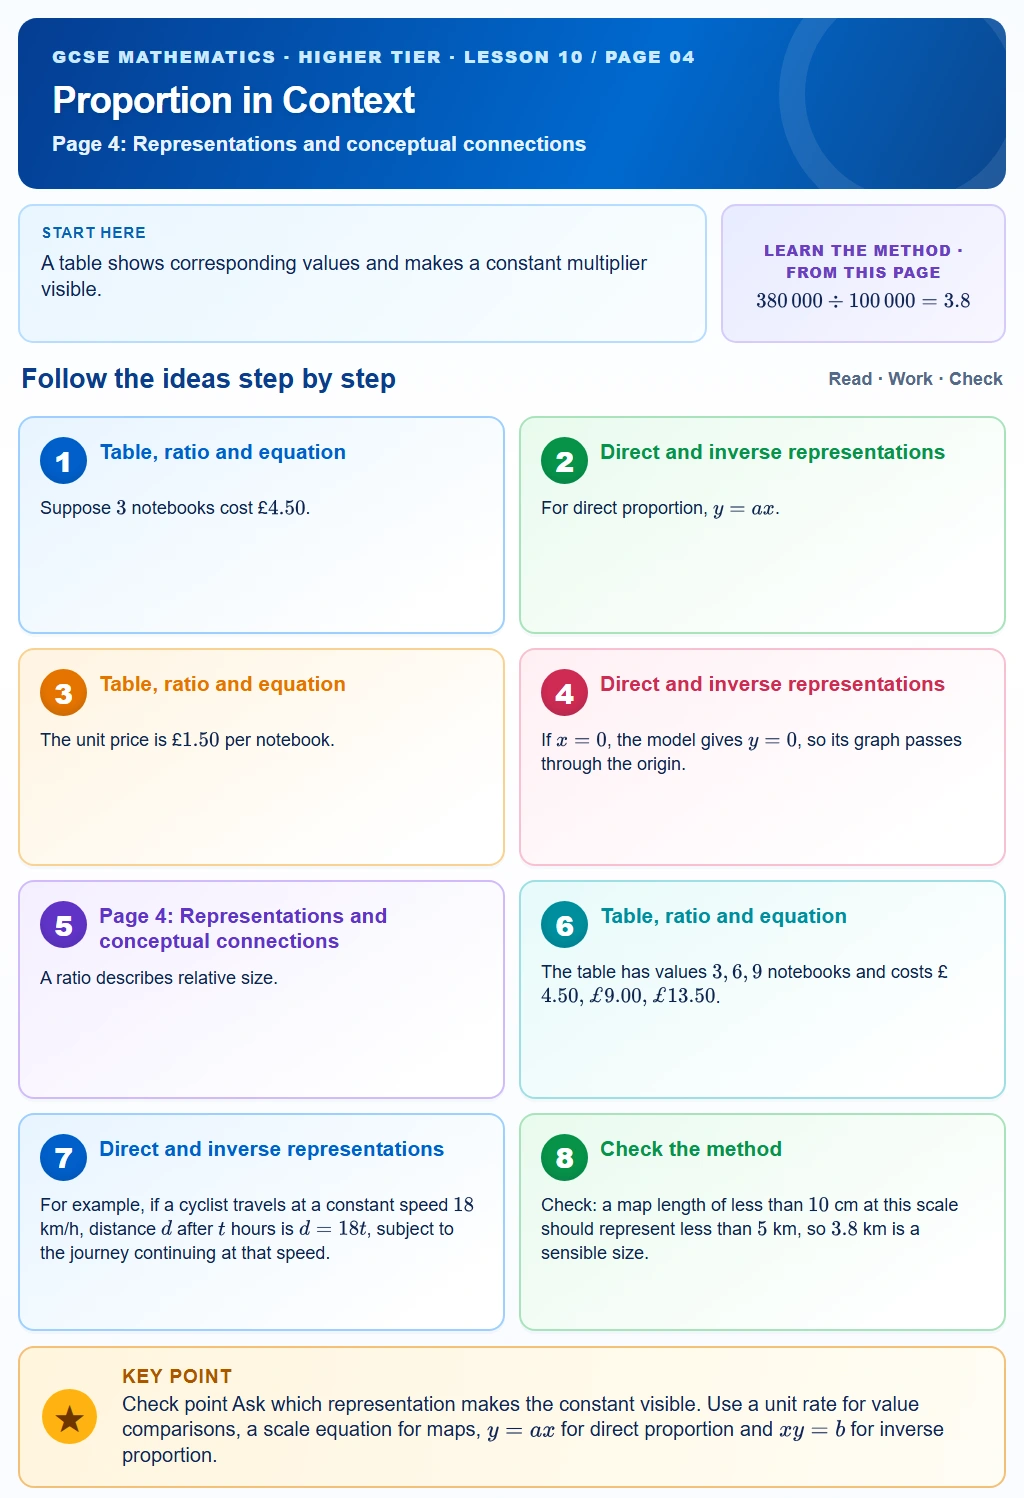 GCSE MATHEMATICS · HIGHER TIER · LESSON 10 / PAGE 04
Proportion in Context
Page 4: Representations and conceptual connections
START HERE
A table shows corresponding values and makes a constant multiplier
visible.
LEARN THE METHOD ·
FROM THIS PAGE
380 000 ÷ 100 000 = 3.8
Follow the ideas step by step
Read · Work · Check
1
Table, ratio and equation
Suppose 3 notebooks cost £4.50.
2
Direct and inverse representations
For direct proportion, y = ax.
3
Table, ratio and equation
The unit price is £1.50 per notebook.
4
Direct and inverse representations
If x = 0, the model gives y = 0, so its graph passes
through the origin.
5
Page 4: Representations and
conceptual connections
A ratio describes relative size.
6
Table, ratio and equation
The table has values 3, 6, 9 notebooks and costs £
4.50, £9.00, £13.50.
7
Direct and inverse representations
For example, if a cyclist travels at a constant speed 18
km/h, distance d after t hours is d = 18t, subject to
the journey continuing at that speed.
8
Check the method
Check: a map length of less than 10 cm at this scale
should represent less than 5 km, so 3.8 km is a
sensible size.
KEY POINT
Check point Ask which representation makes the constant visible. Use a unit rate for value
comparisons, a scale equation for maps, y = ax for direct proportion and xy = b for inverse
proportion.